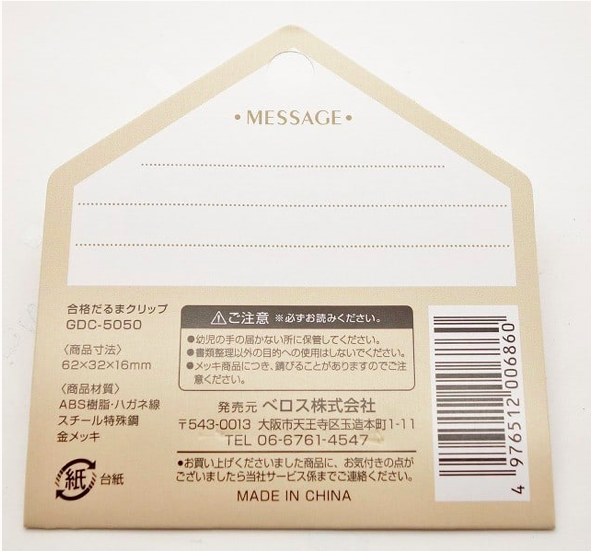 •MESSAGE•
合格だるまクリップ
GDC-5050
〈商品寸法〉
62×32×16mm
〈商品材質〉
ABS樹脂・ハガネ線
スチール特殊鋼
金メッキ
紙 台紙
⚠ご注意 ※必ずお読みください。
●幼児の手の届かない所に保管してください。
●書類整理以外の目的への使用はしないでください。
●メッキ商品につき、錆びることがありますのでご注
意ください。
発売元 ベロス株式会社
〒543-0013 大阪市天王寺区玉造本町1-11
TEL 06-6761-4547
●お買い上げくださいました商品に、お気付きの点が
ございましたら当社サービス係までご連絡ください。
MADE IN CHINA
4 976512 006860